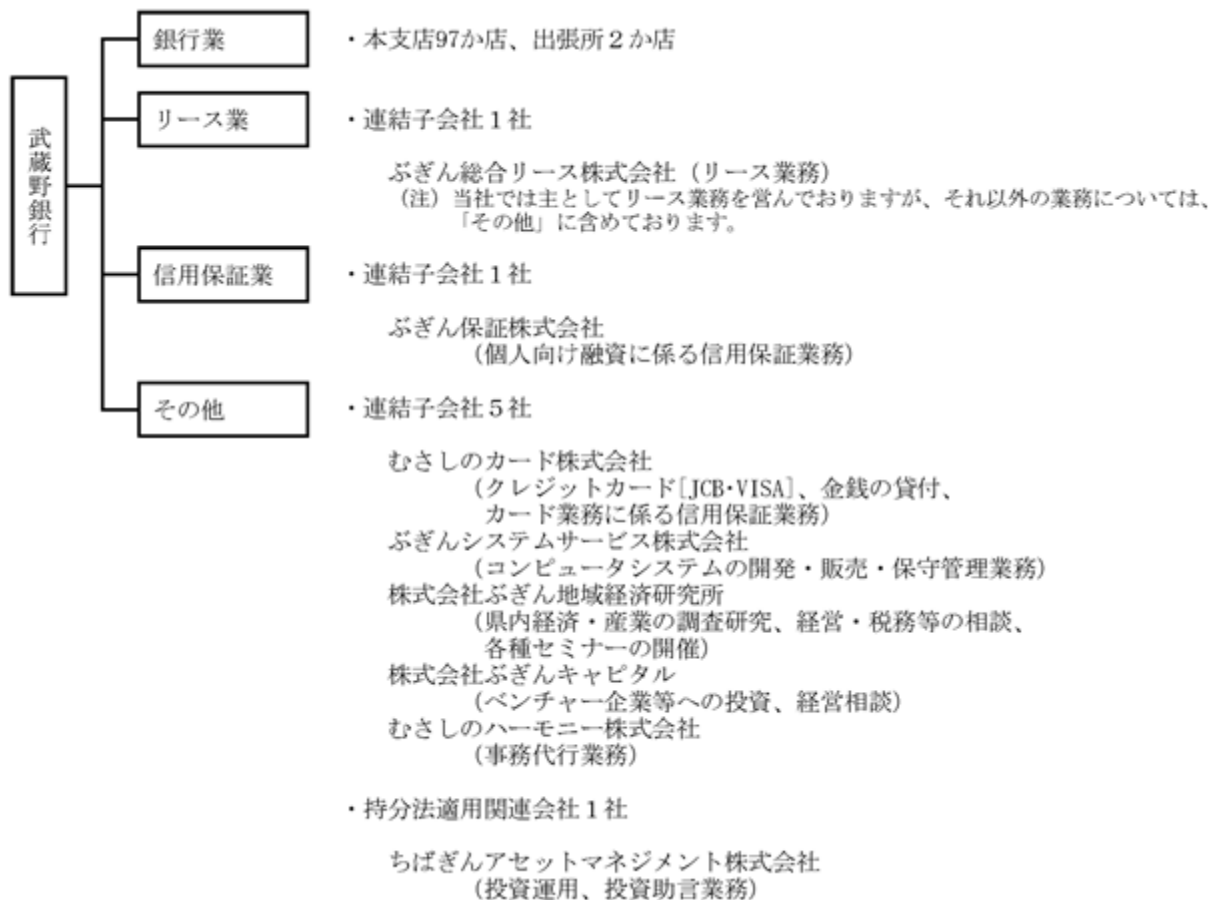 武蔵野銀行
銀行業
・本支店97か店、出張所２か店
リース業
・連結子会社１社
ぶぎん総合リース株式会社（リース業務）
（注）当社では主としてリース業務を営んでおりますが、それ以外の業務については、
「その他」に含めております。
信用保証業
・連結子会社１社
ぶぎん保証株式会社
（個人向け融資に係る信用保証業務）
その他
・連結子会社５社
むさしのカード株式会社
（クレジットカード[JCB・VISA]、金銭の貸付、
カード業務に係る信用保証業務）
ぶぎんシステムサービス株式会社
（コンピュータシステムの開発・販売・保守管理業務）
株式会社ぶぎん地域経済研究所
（県内経済・産業の調査研究、経営・税務等の相談、
各種セミナーの開催）
株式会社ぶぎんキャピタル
（ベンチャー企業等への投資、経営相談）
むさしのハーモニー株式会社
（事務代行業務）
・持分法適用関連会社１社
ちばぎんアセットマネジメント株式会社
（投資運用、投資助言業務）